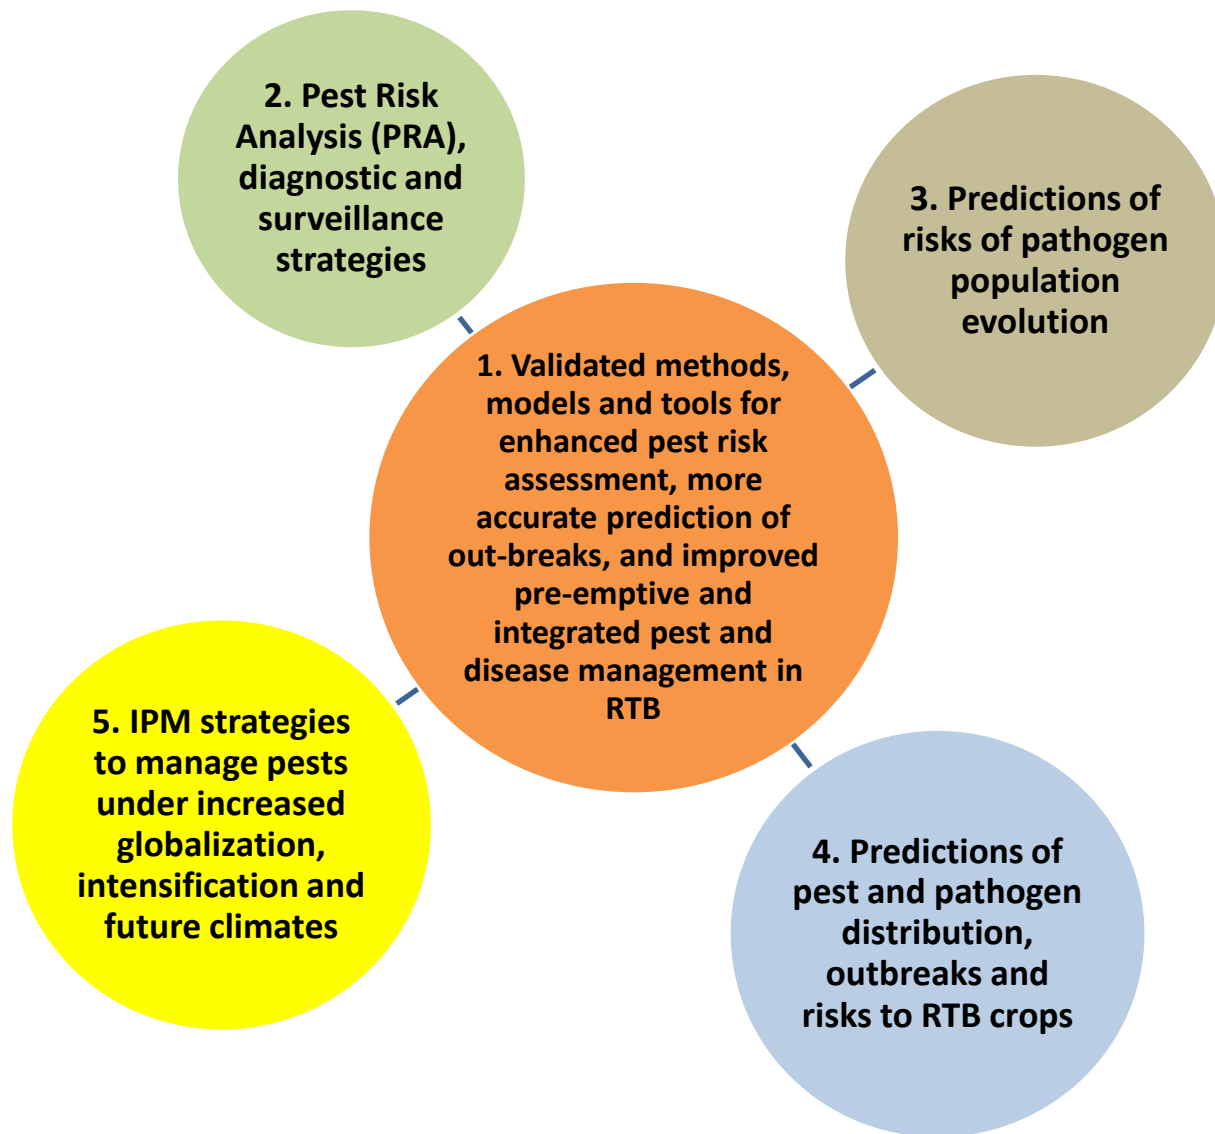 2. Pest Risk
Analysis (PRA),
diagnostic and
surveillance
strategies
3. Predictions of
risks of pathogen
population
evolution
1. Validated methods,
models and tools for
enhanced pest risk
assessment, more
accurate prediction of
out-breaks, and improved
pre-emptive and
integrated pest and
disease management in
RTB
5. IPM strategies
to manage pests
under increased
globalization,
intensification and
future climates
4. Predictions of
pest and pathogen
distribution,
outbreaks and
risks to RTB crops